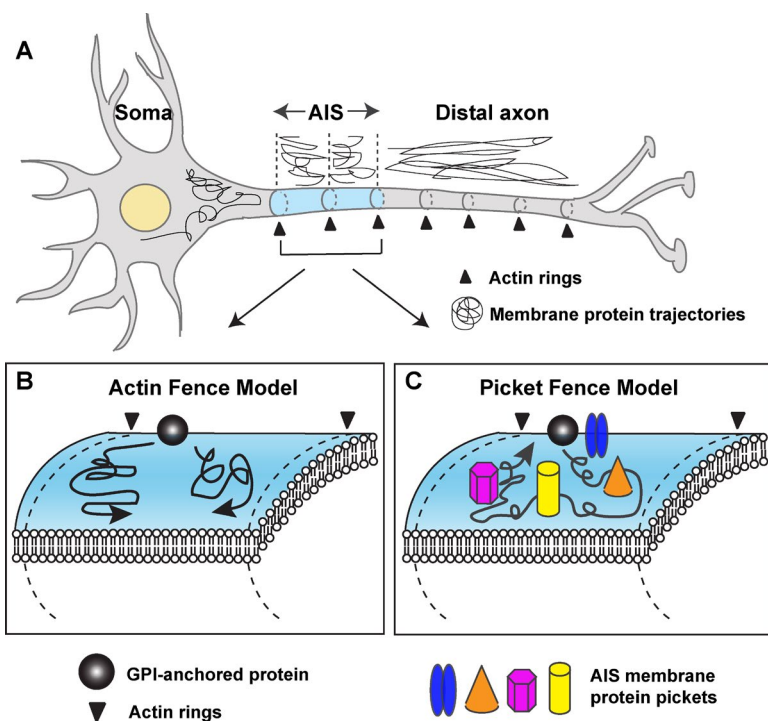 A
Soma
AIS
Distal axon
Actin rings
Membrane protein trajectories
B
Actin Fence Model
C
Picket Fence Model
GPI-anchored protein
Actin rings
AIS membrane
protein pickets